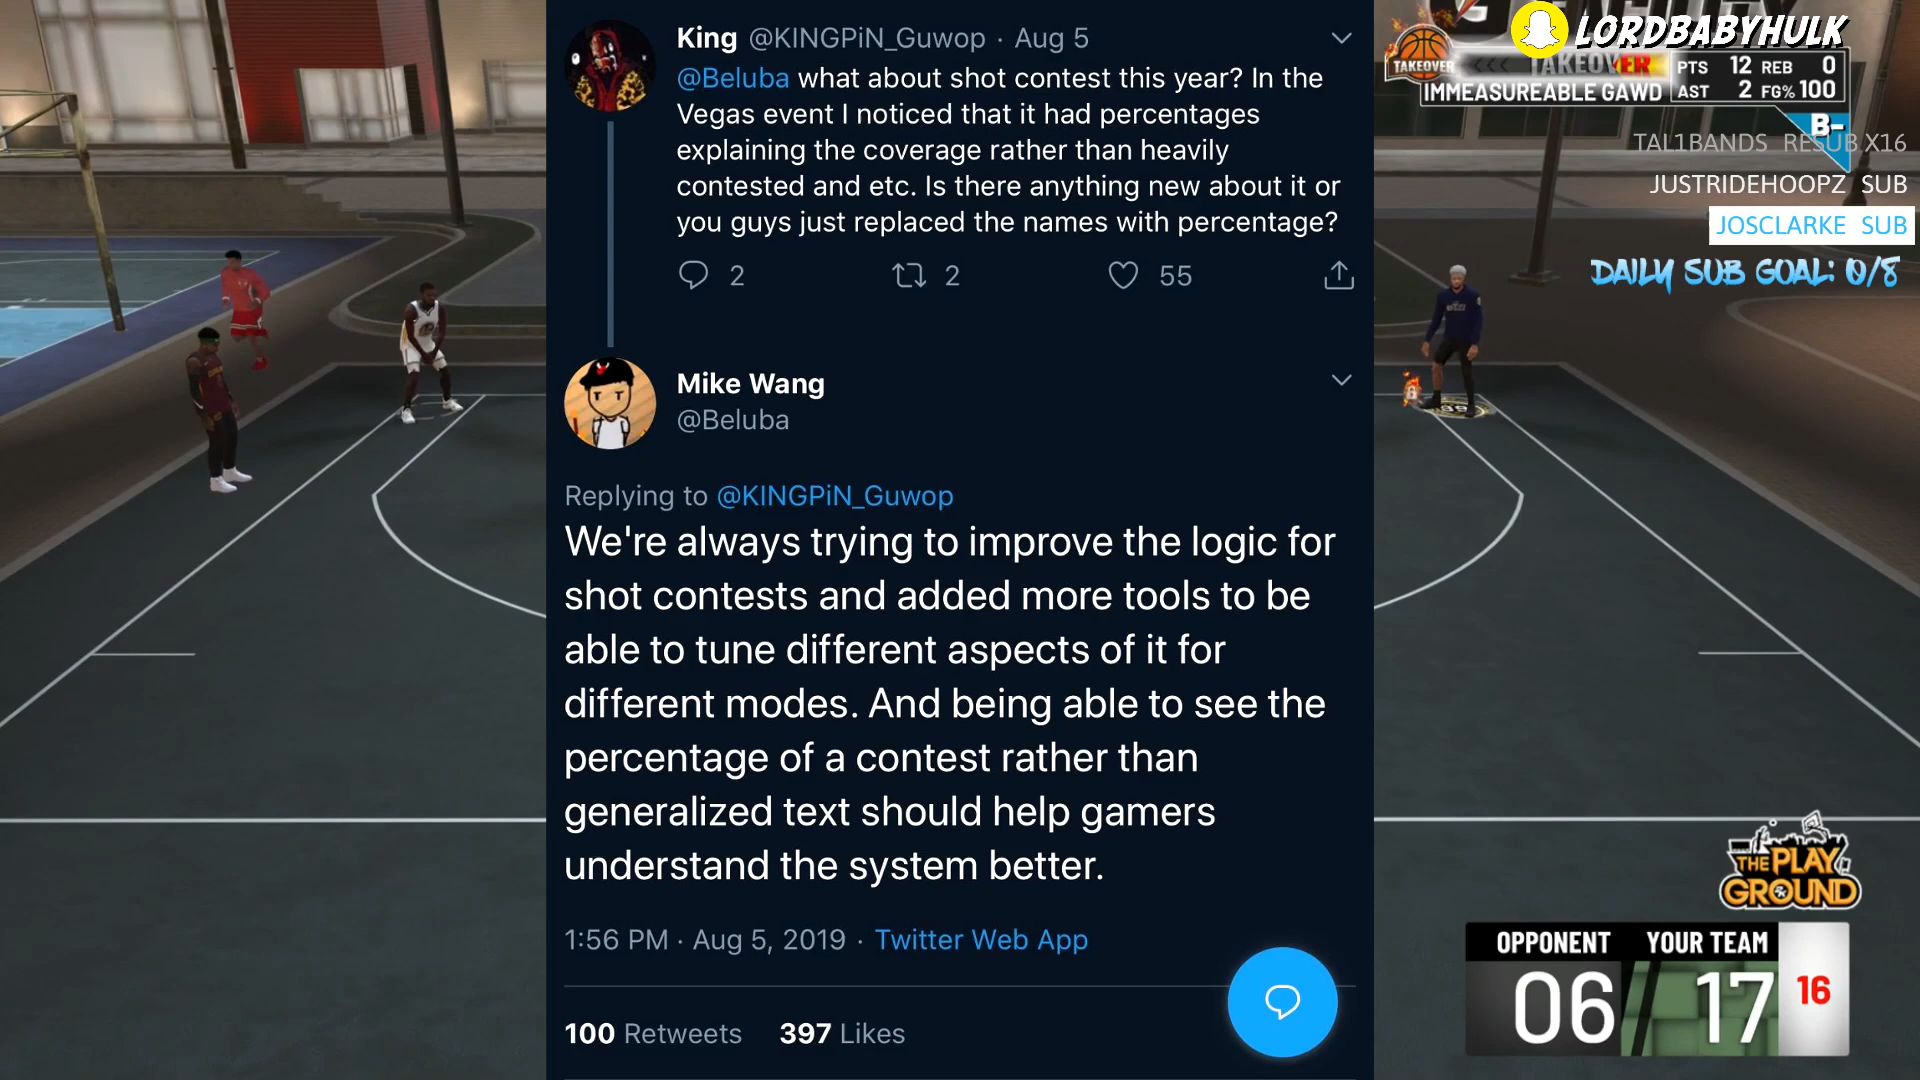 King @KINGPiN_Guwop · Aug 5
@Beluba what about shot contest this year? In the
Vegas event I noticed that it had percentages
explaining the coverage rather than heavily
contested and etc. Is there anything new about it or
you guys just replaced the names with percentage?
2 2 55
Mike Wang
@Beluba
Replying to @KINGPiN_Guwop
We're always trying to improve the logic for
shot contests and added more tools to be
able to tune different aspects of it for
different modes. And being able to see the
percentage of a contest rather than
generalized text should help gamers
understand the system better.
1:56 PM · Aug 5, 2019 · Twitter Web App
100 Retweets 397 Likes
LORDBABYHULK
TAKEOVER
TAKEOVER
PTS 12 REB 0
IMMEASUREABLE GAWD
AST 2 FG% 100
B-
TAL1BANDS RESUB X16
JUSTRIDEHOOPZ SUB
JOSCLARKE SUB
DAILY SUB GOAL: 0/8
THE PLAY
GROUND
OPPONENT YOUR TEAM
06 17 16